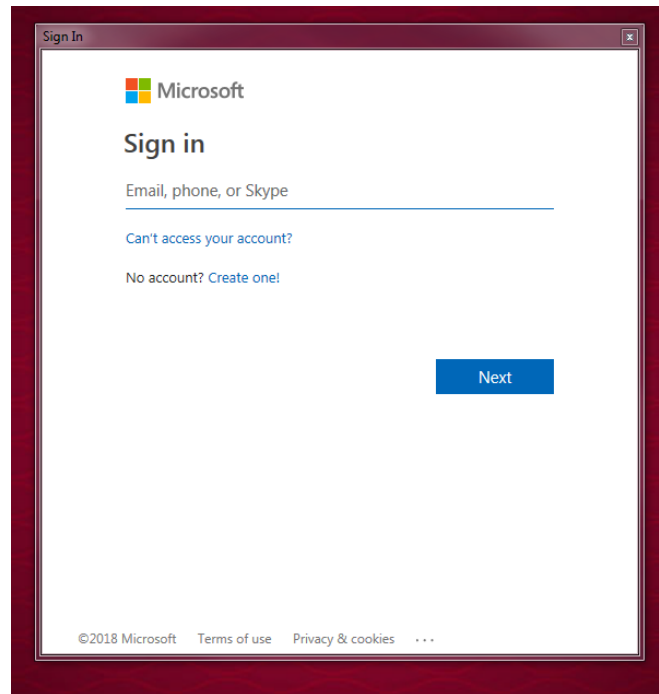 Sign In
Microsoft
Sign in
Email, phone, or Skype
Can't access your account?
No account? Create one!
Next
©2018 Microsoft Terms of use Privacy & cookies ...